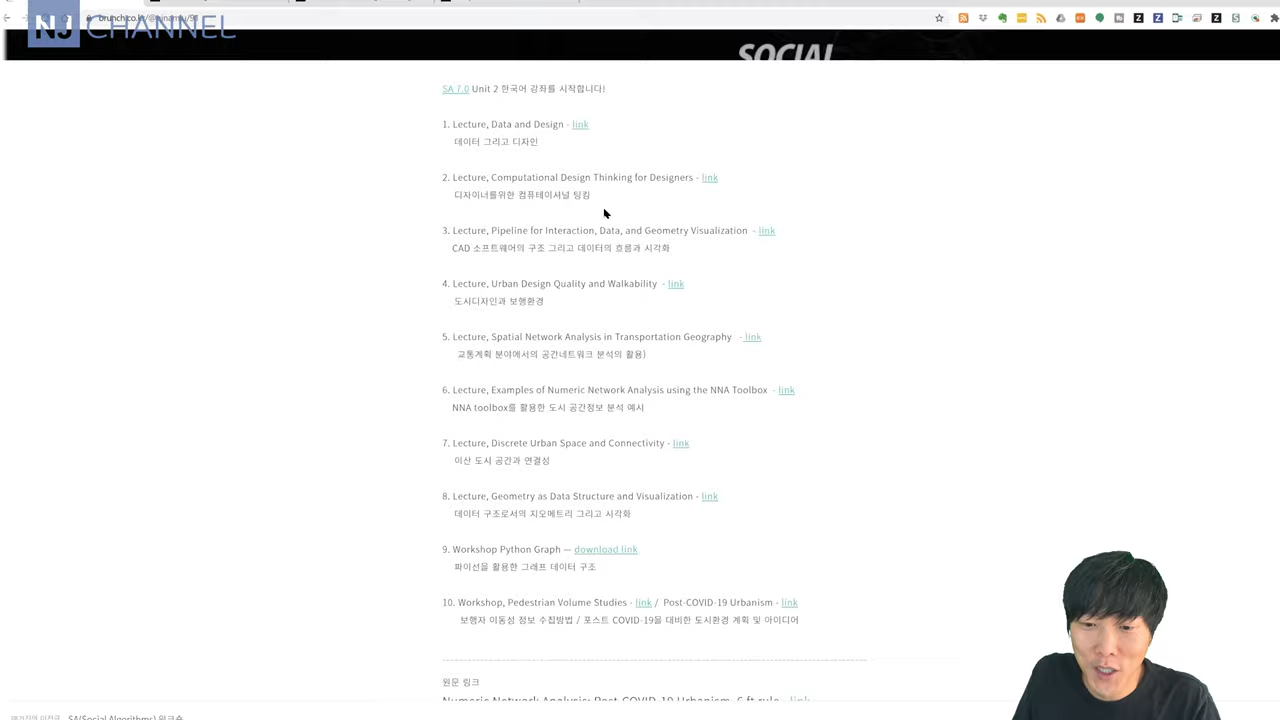 NJ CHANNEL
SOCIAL
SA 7.0 Unit 2 한국어 강좌를 시작합니다!
1. Lecture, Data and Design - link
데이터 그리고 디자인
2. Lecture, Computational Design Thinking for Designers - link
디자이너를위한 컴퓨테이셔널 팅킹
3. Lecture, Pipeline for Interaction, Data, and Geometry Visualization - link
CAD 소프트웨어의 구조 그리고 데이터의 흐름과 시각화
4. Lecture, Urban Design Quality and Walkability - link
도시디자인과 보행환경
5. Lecture, Spatial Network Analysis in Transportation Geography - link
교통계획 분야에서의 공간네트워크 분석의 활용)
6. Lecture, Examples of Numeric Network Analysis using the NNA Toolbox - link
NNA toolbox를 활용한 도시 공간정보 분석 예시
7. Lecture, Discrete Urban Space and Connectivity - link
이산 도시 공간과 연결성
8. Lecture, Geometry as Data Structure and Visualization - link
데이터 구조로서의 지오메트리 그리고 시각화
9. Workshop Python Graph — download link
파이선을 활용한 그래프 데이터 구조
10. Workshop, Pedestrian Volume Studies - link / Post-COVID-19 Urbanism - link
보행자 이동성 정보 수집방법 / 포스트 COVID-19을 대비한 도시환경 계획 및 아이디어
원문 링크
Numeric Network Analysis: Post-COVID-19 Urbanism, 6 ft rule - link
SA(Social Algorithms) 워크숍